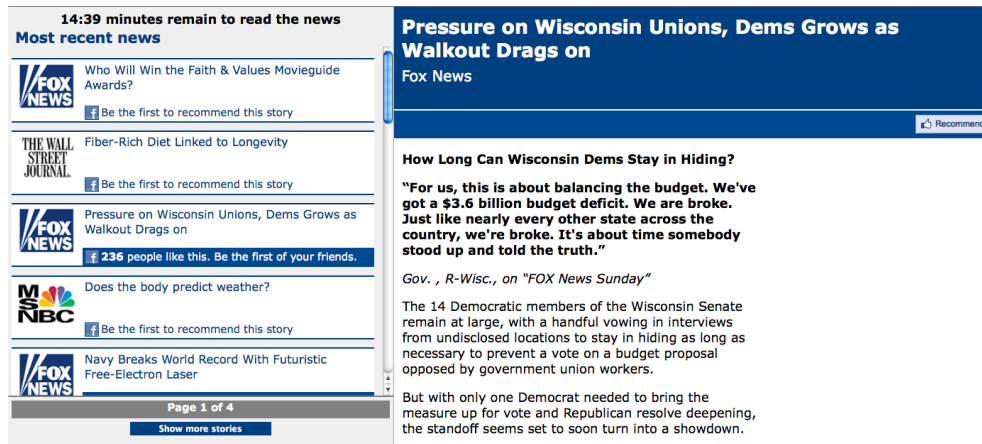 14:39 minutes remain to read the news
Most recent news
FOX
NEWS
Who Will Win the Faith & Values Movieguide
Awards?
f Be the first to recommend this story
THE WALL
STREET
JOURNAL.
Fiber-Rich Diet Linked to Longevity
f Be the first to recommend this story
FOX
NEWS
Pressure on Wisconsin Unions, Dems Grows as
Walkout Drags on
f 236 people like this. Be the first of your friends.
MSNBC
Does the body predict weather?
f Be the first to recommend this story
FOX
NEWS
Navy Breaks World Record With Futuristic
Free-Electron Laser
Page 1 of 4
Show more stories
Pressure on Wisconsin Unions, Dems Grows as
Walkout Drags on
Fox News
Recommend
How Long Can Wisconsin Dems Stay in Hiding?
“For us, this is about balancing the budget. We've
got a $3.6 billion budget deficit. We are broke.
Just like nearly every other state across the
country, we're broke. It's about time somebody
stood up and told the truth.”
Gov. , R-Wisc., on “FOX News Sunday”
The 14 Democratic members of the Wisconsin Senate
remain at large, with a handful vowing in interviews
from undisclosed locations to stay in hiding as long as
necessary to prevent a vote on a budget proposal
opposed by government union workers.
But with only one Democrat needed to bring the
measure up for vote and Republican resolve deepening,
the standoff seems set to soon turn into a showdown.